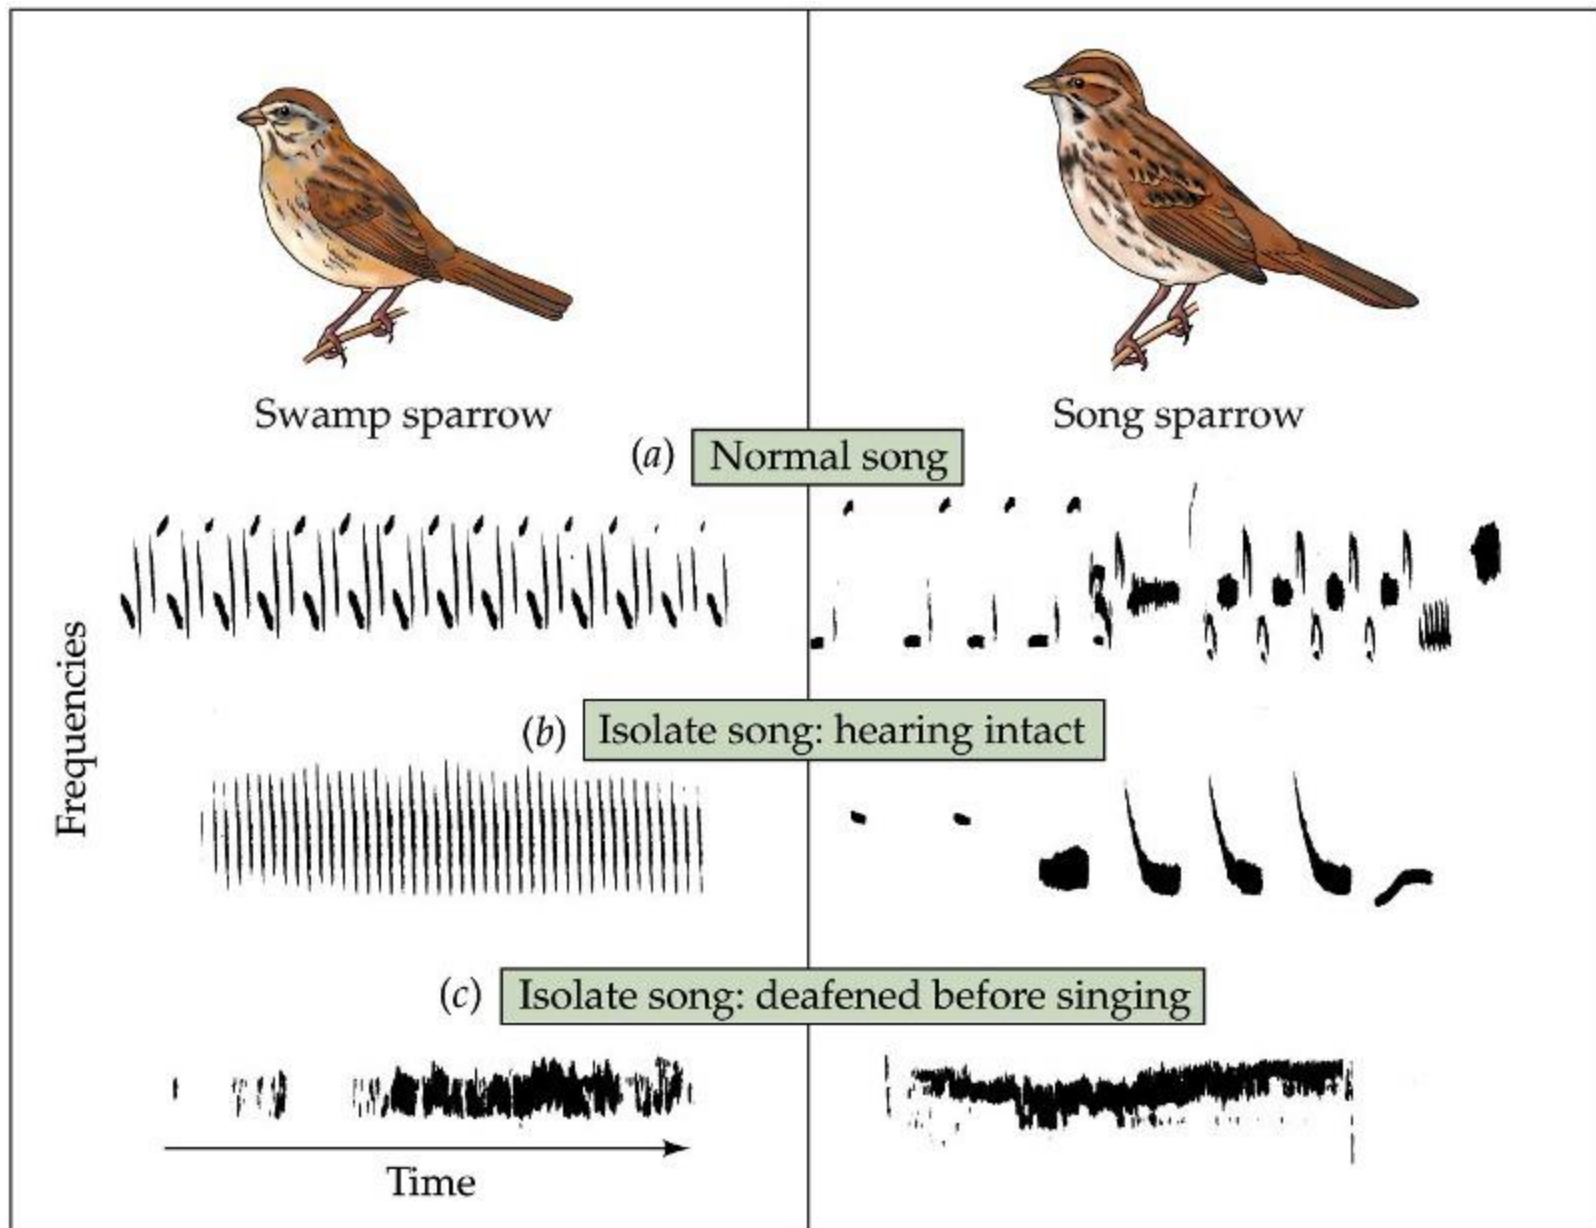 Swamp sparrow
Song sparrow
(a) Normal song
(b) Isolate song: hearing intact
Frequencies
(c) Isolate song: deafened before singing
Time